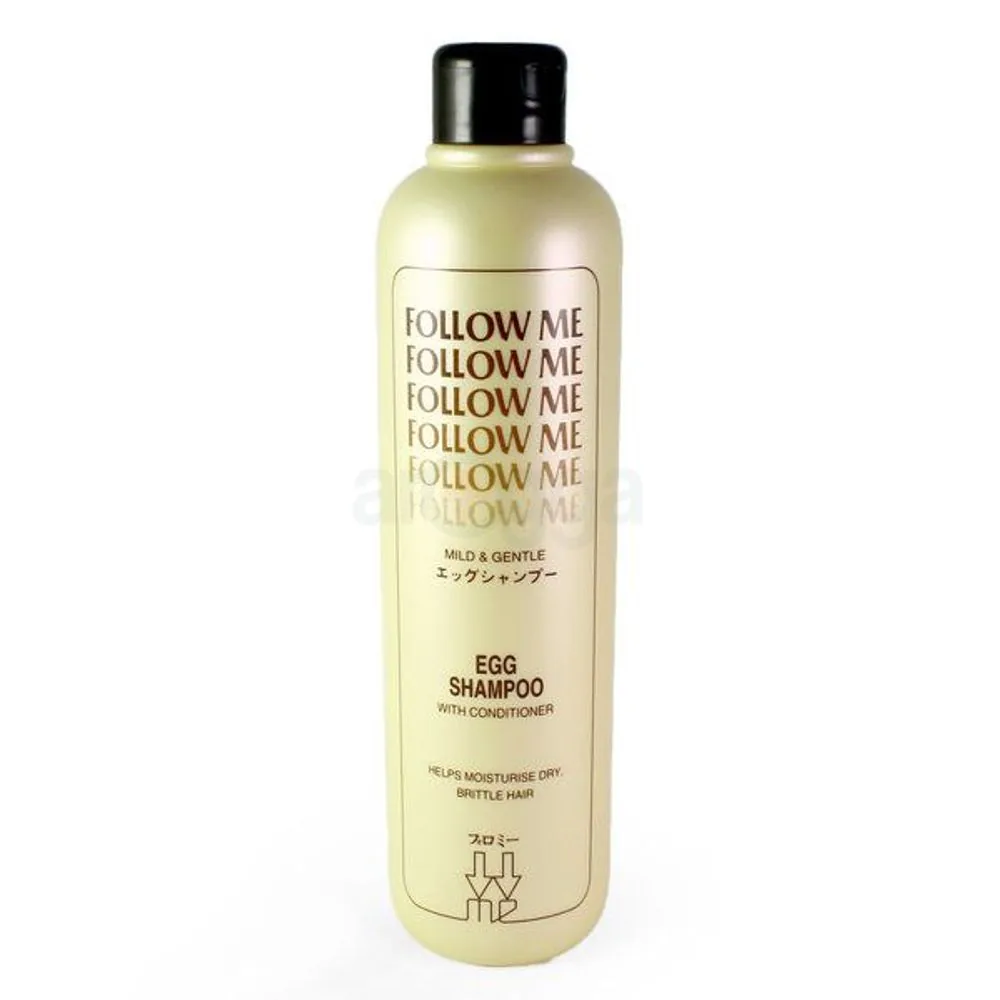 FOLLOW ME
FOLLOW ME
FOLLOW ME
FOLLOW ME
FOLLOW ME
FOLLOW ME
MILD & GENTLE
エッグシャンプー
EGG
SHAMPOO
WITH CONDITIONER
HELPS MOISTURISE DRY,
BRITTLE HAIR
フォロミー
me